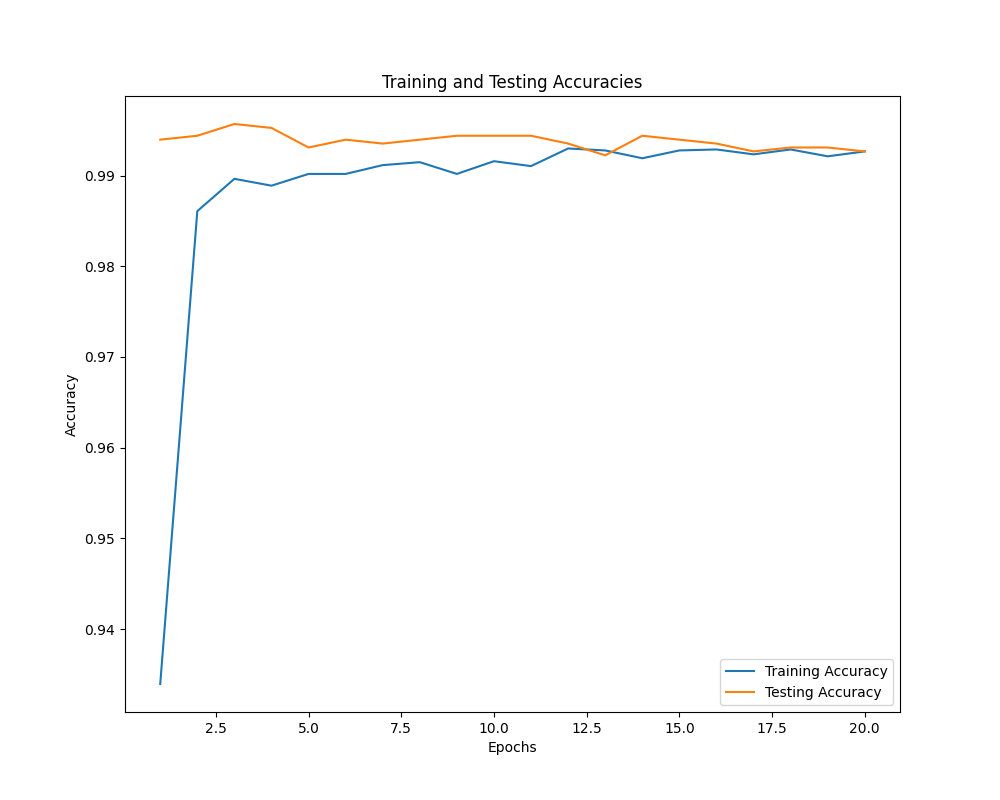 Training and Testing Accuracies
Accuracy
0.99
0.98
0.97
0.96
0.95
0.94
2.5 5.0 7.5 10.0 12.5 15.0 17.5 20.0
Epochs
Training Accuracy
Testing Accuracy